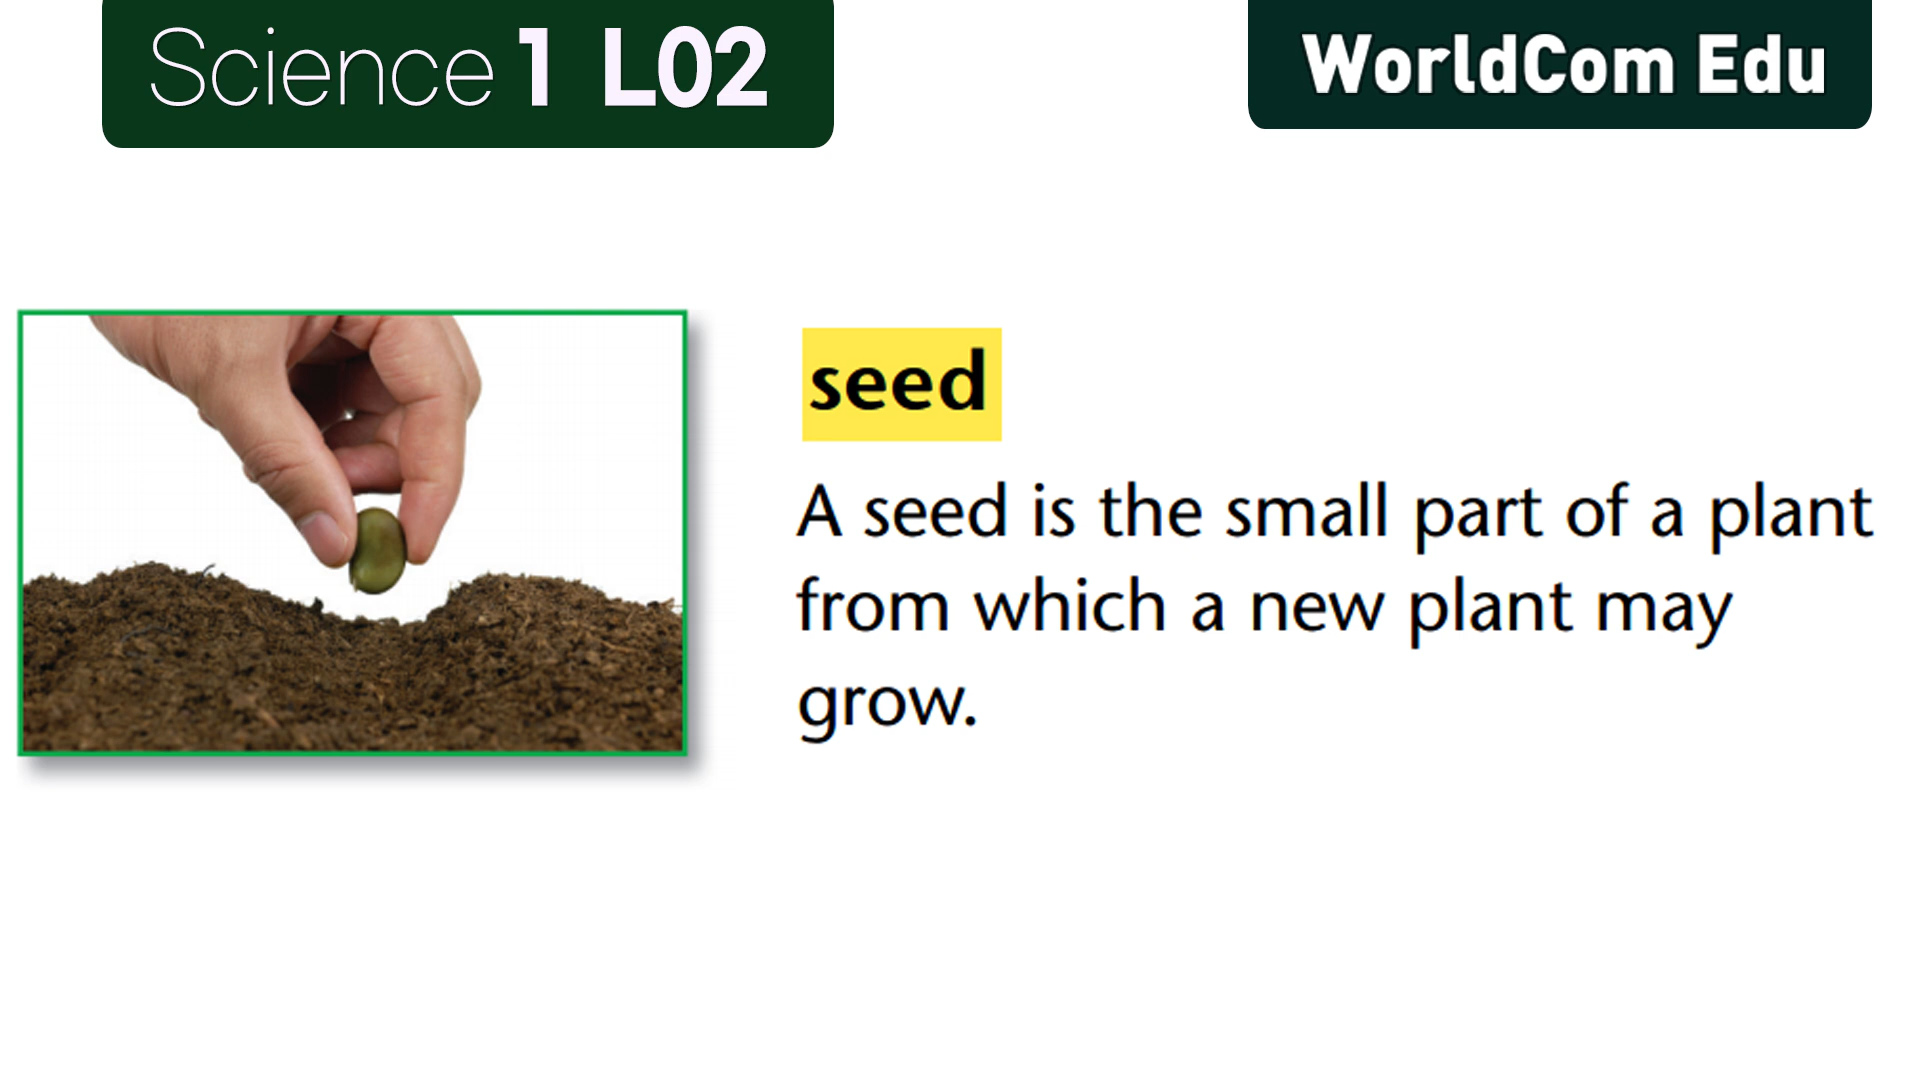 Science 1 L02
WorldCom Edu
seed
A seed is the small part of a plant
from which a new plant may
grow.